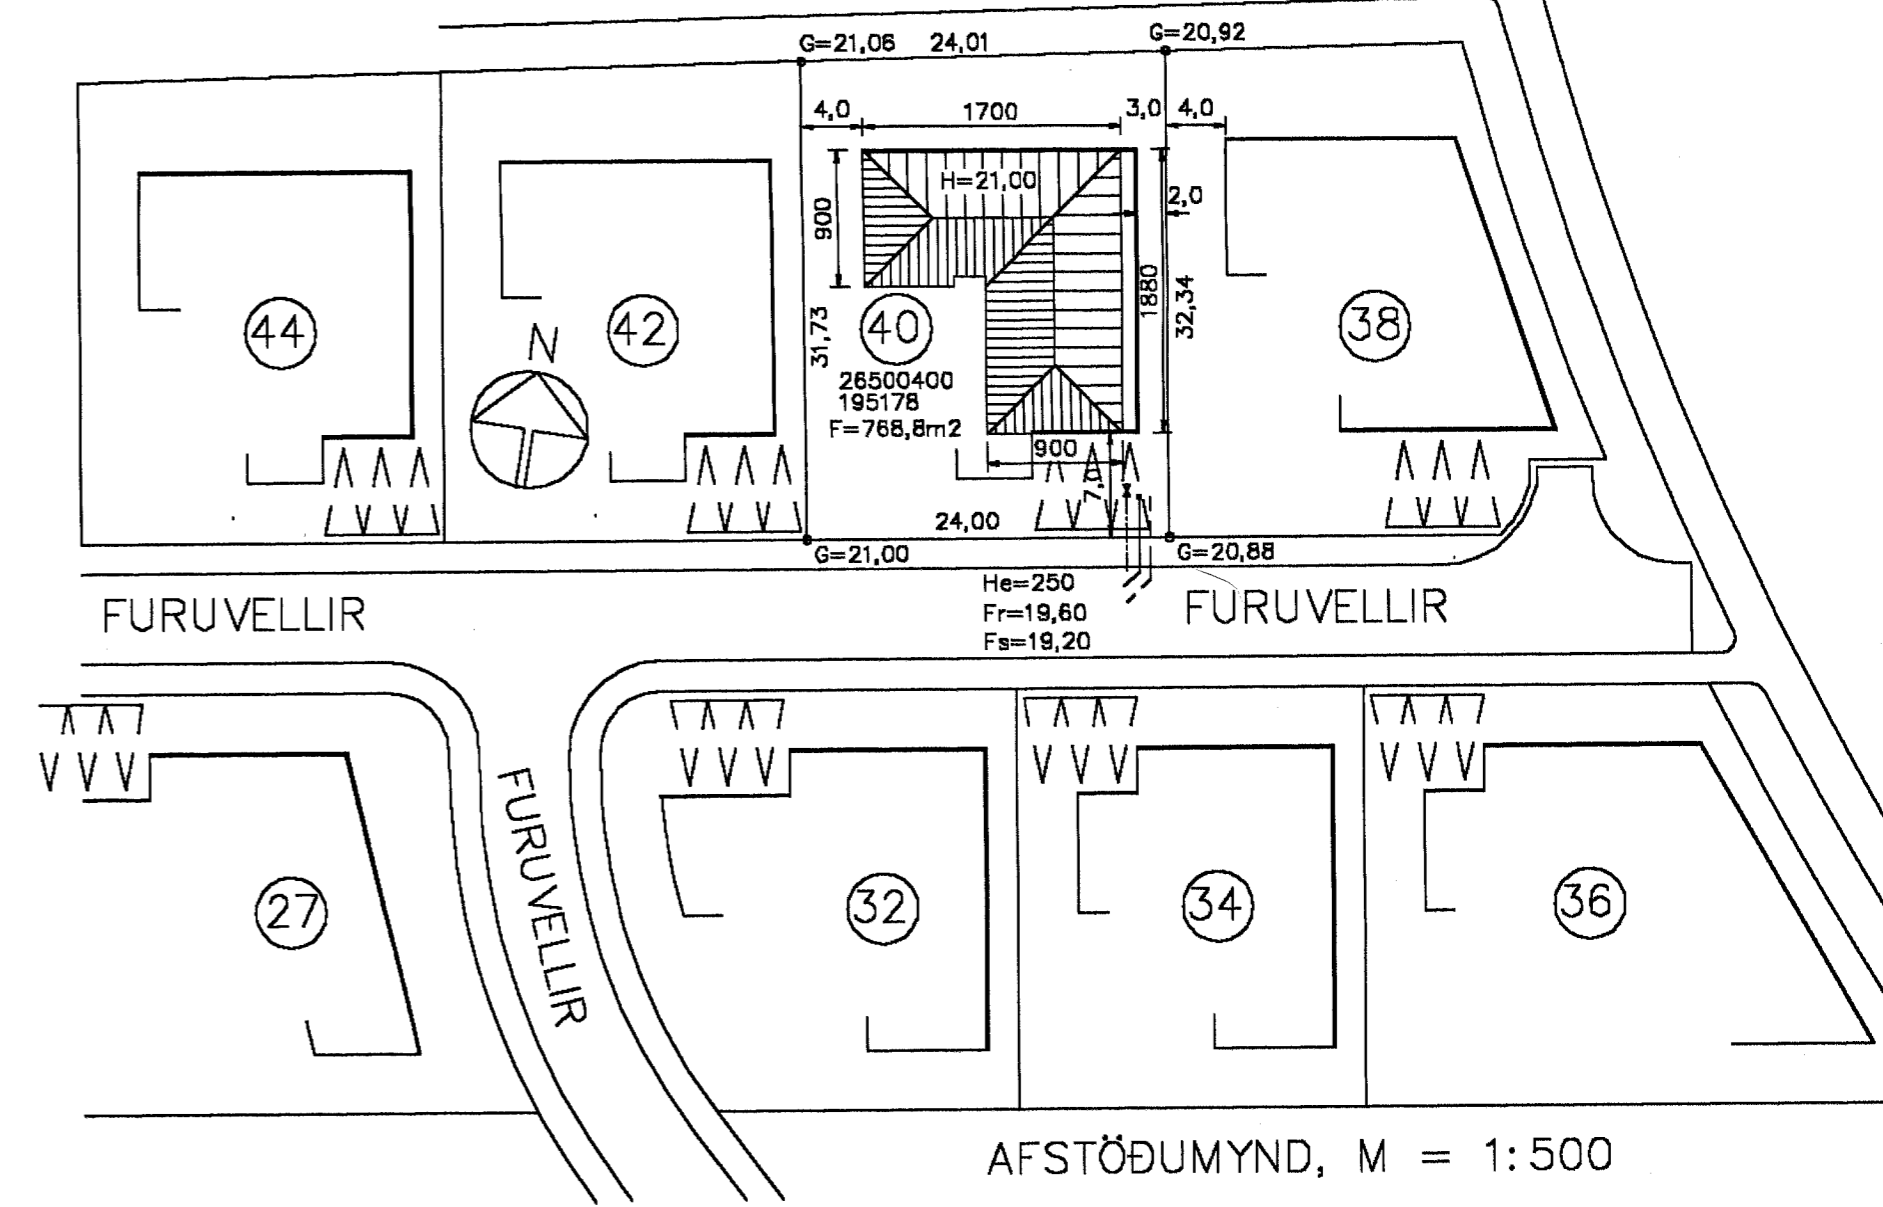 G=21,06 24,01 G=20,92
4,0 1700 3,0 4,0
H=21,00
900
2,0
1880
32,34
31,73
44
42
40
38
N
26500400
195178
F=768,8m2
900
7,0
24,00
G=21,00
G=20,88
He=250
Fr=19,60
Fs=19,20
FURUVELLIR
FURUVELLIR
FURUVELLIR
27
32
34
36
AFSTÖÐUMYND, M = 1:500